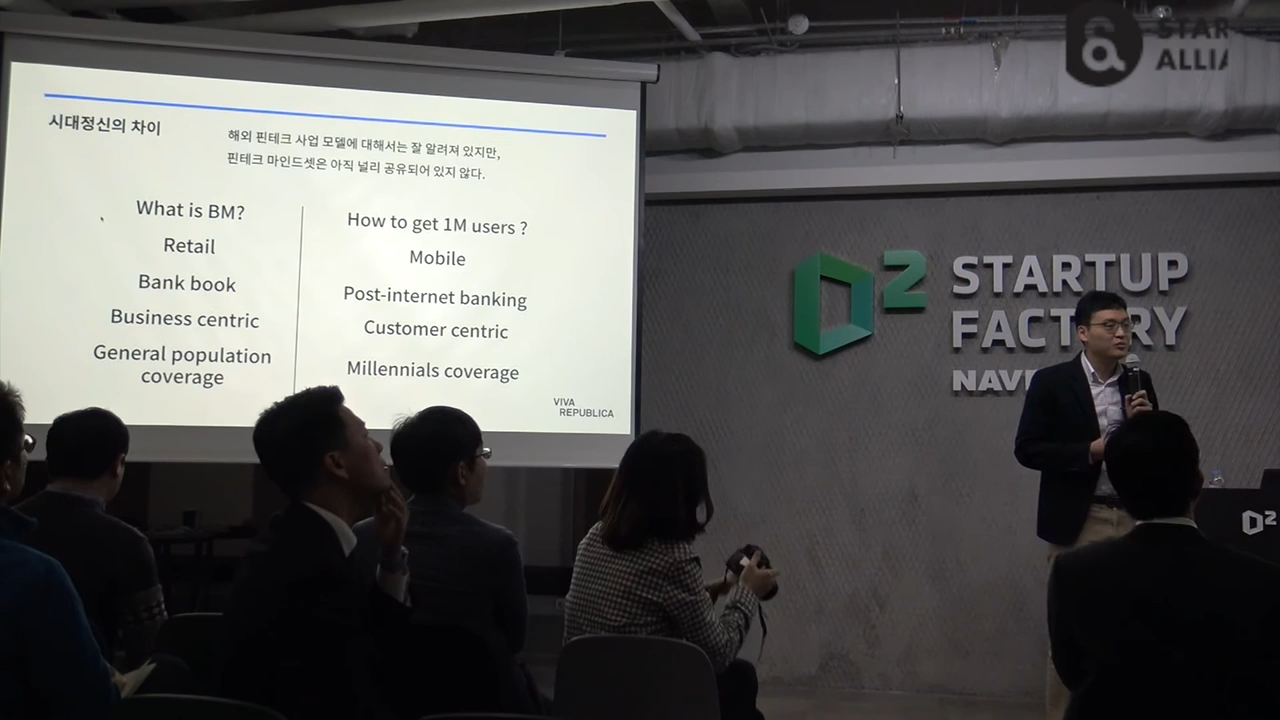 시대정신의 차이
해외 핀테크 사업 모델에 대해서는 잘 알려져 있지만,
핀테크 마인드셋은 아직 널리 공유되어 있지 않다.
What is BM?
Retail
Bank book
Business centric
General population
coverage
How to get 1M users ?
Mobile
Post-internet banking
Customer centric
Millennials coverage
VIVA
REPUBLICA
STAR
ALLIA
D2 STARTUP
FACTORY
NAVE
D2